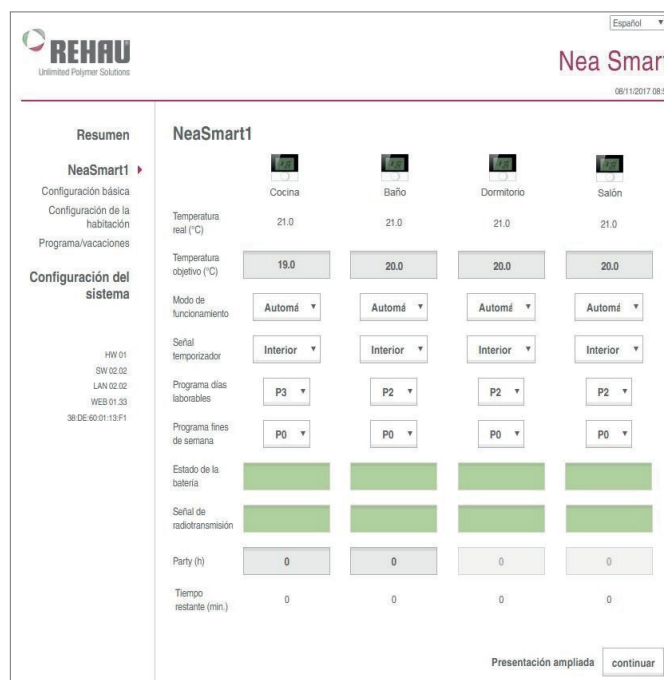 Español
REHAU
Unlimited Polymer Solutions
Nea Smart
08/11/2017 08:5
Resumen
NeaSmart1
Configuración básica
Configuración de la
habitación
Programa/vacaciones
Configuración del
sistema
HW 01
SW 02.02
LAN 02.02
WEB 01.33
38:DE:60:01:13:F1
NeaSmart1
Cocina Baño Dormitorio Salón
Temperatura
real (°C) 21.0 21.0 21.0 21.0
Temperatura
objetivo (°C) 19.0 20.0 20.0 20.0
Modo de
funcionamiento Automá Automá Automá Automá
Señal
temporizador Interior Interior Interior Interior
Programa días
laborables P3 P2 P2 P2
Programa fines
de semana P0 P0 P0 P0
Estado de la
batería
Señal de
radiotransmisión
Party (h) 0 0 0 0
Tiempo
restante (min.) 0 0 0 0
Presentación ampliada continuar